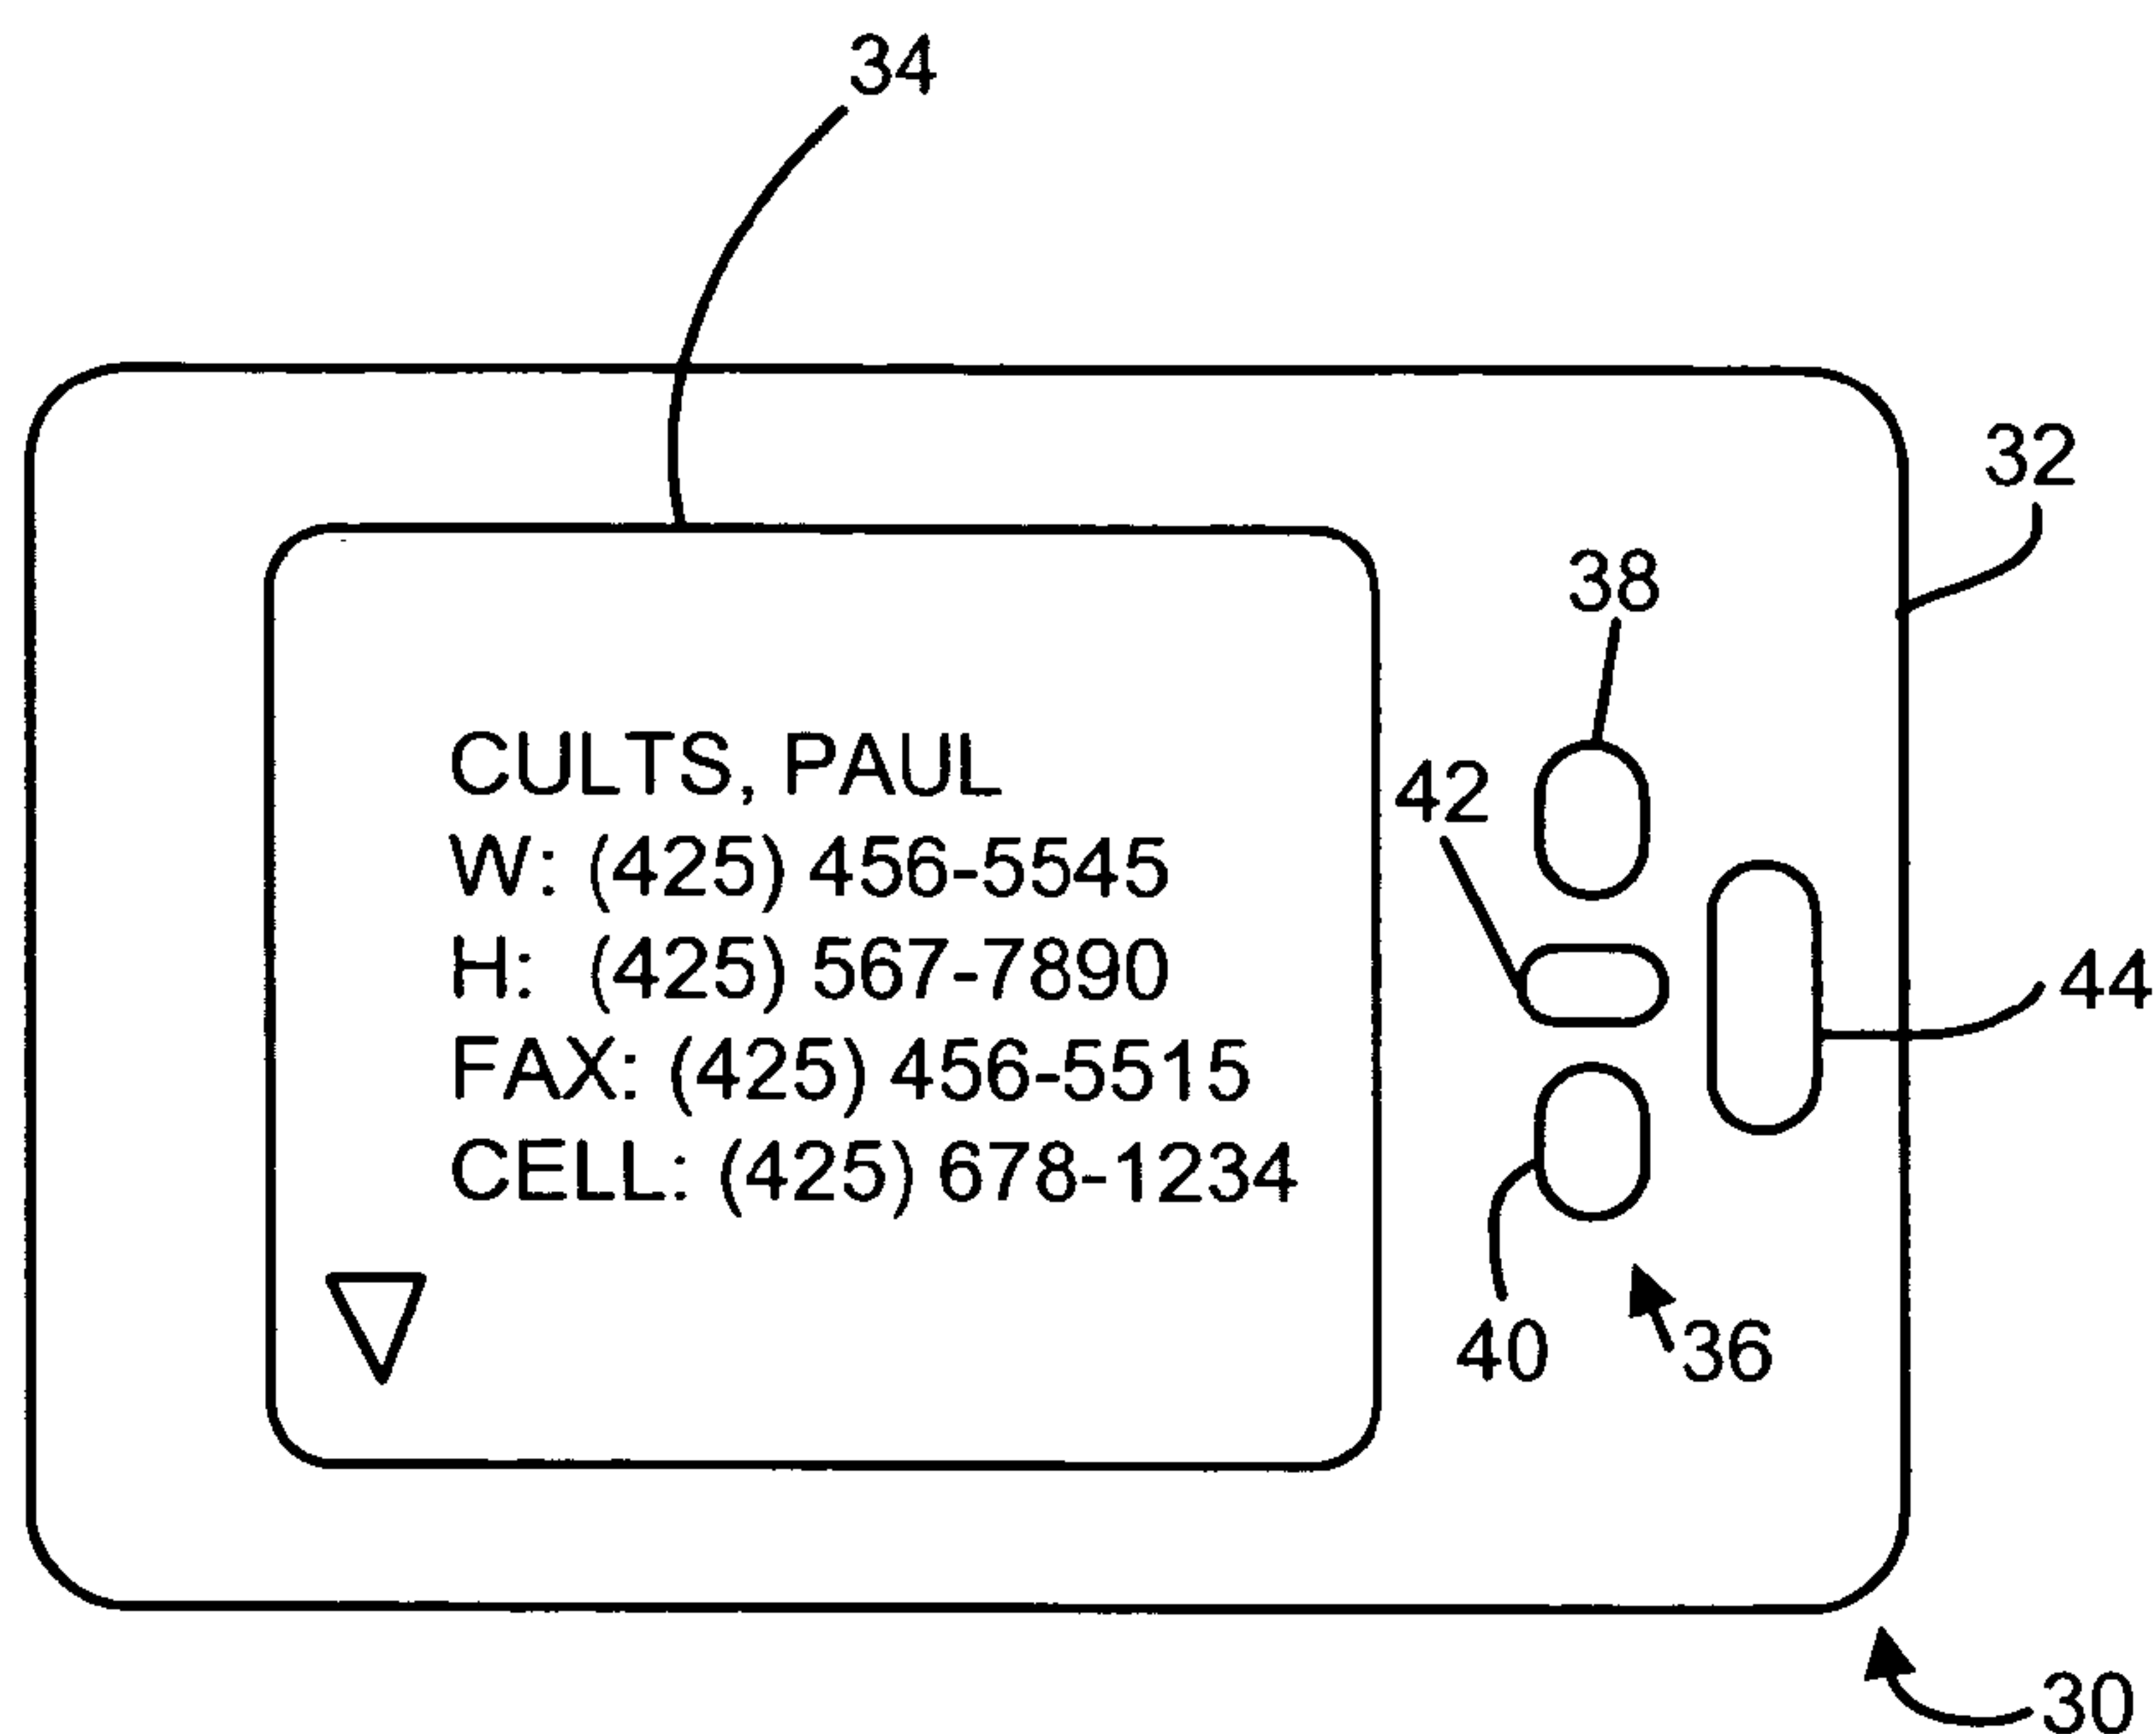 34
32
38
CULTS, PAUL
42
W: (425) 456-5545
H: (425) 567-7890
44
FAX: (425) 456-5515
CELL: (425) 678-1234
40
36
30